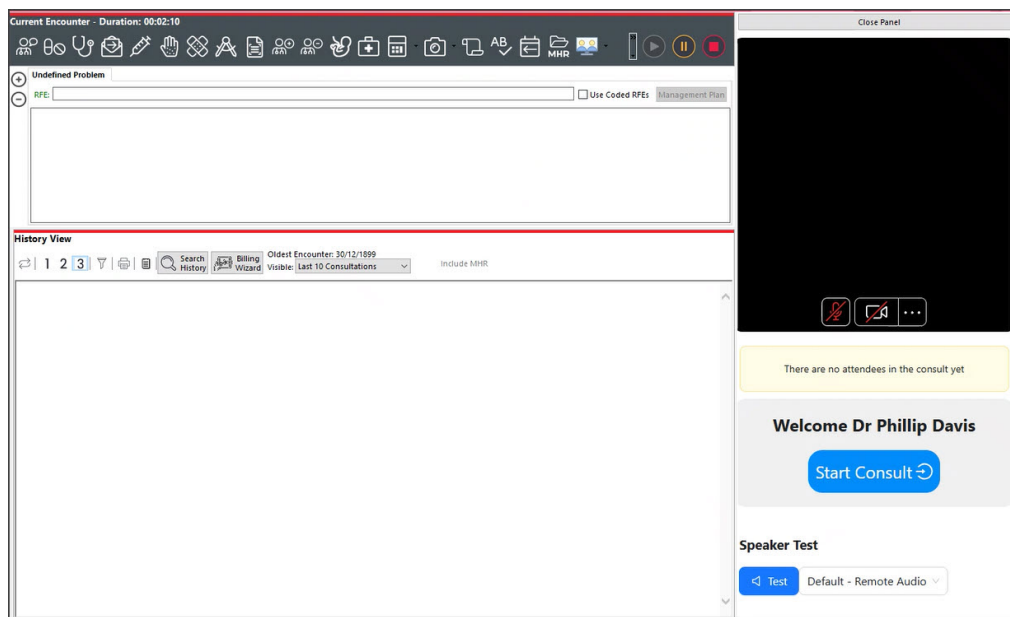 Current Encounter - Duration: 00:02:10
AB
MHR
Undefined Problem
RFE:
Use Coded RFEs
Management Plan
History View
1 2 3
Search History
Billing Wizard
Oldest Encounter: 30/12/1899
Visible: Last 10 Consultations
Include MHR
Close Panel
There are no attendees in the consult yet
Welcome Dr Phillip Davis
Start Consult
Speaker Test
Test
Default - Remote Audio